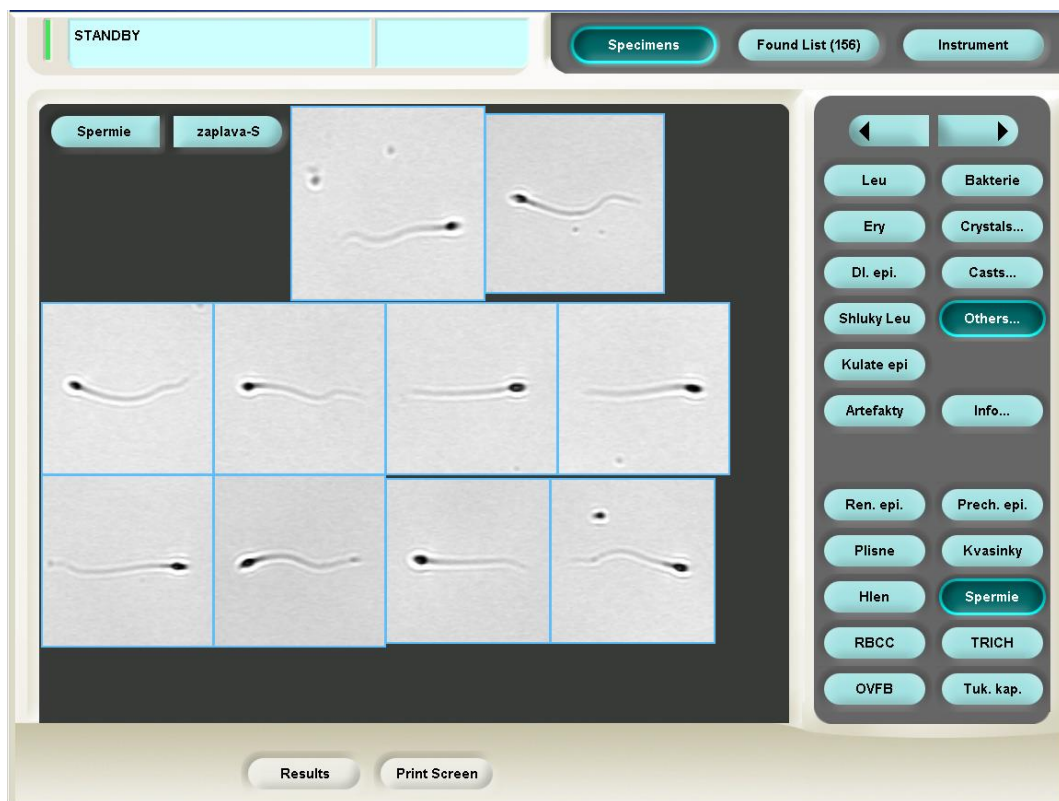 STANDBY
Specimens
Found List (156)
Instrument
Spermie
zaplava-S
Leu
Bakterie
Ery
Crystals...
Dl. epi.
Casts...
Shluky Leu
Others...
Kulate epi
Artefakty
Info...
Ren. epi.
Prech. epi.
Plisne
Kvasinky
Hlen
Spermie
RBCC
TRICH
OVFB
Tuk. kap.
Results
Print Screen